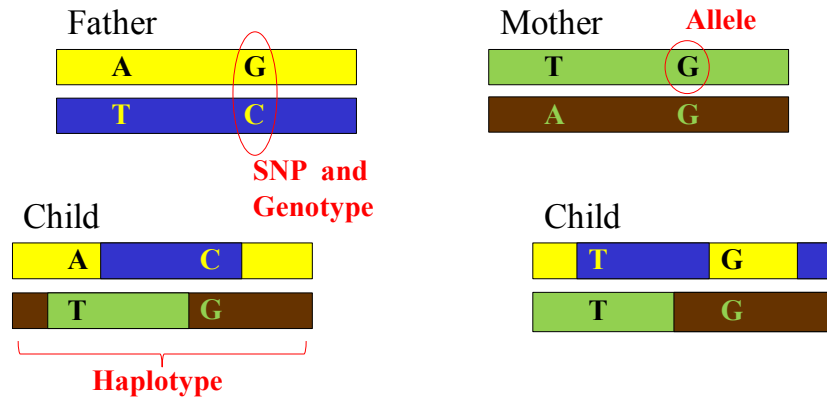 Father
A G
T C
SNP and
Genotype
Mother
Allele
T G
A G
Child
A C
T G
Haplotype
Child
T G
T G